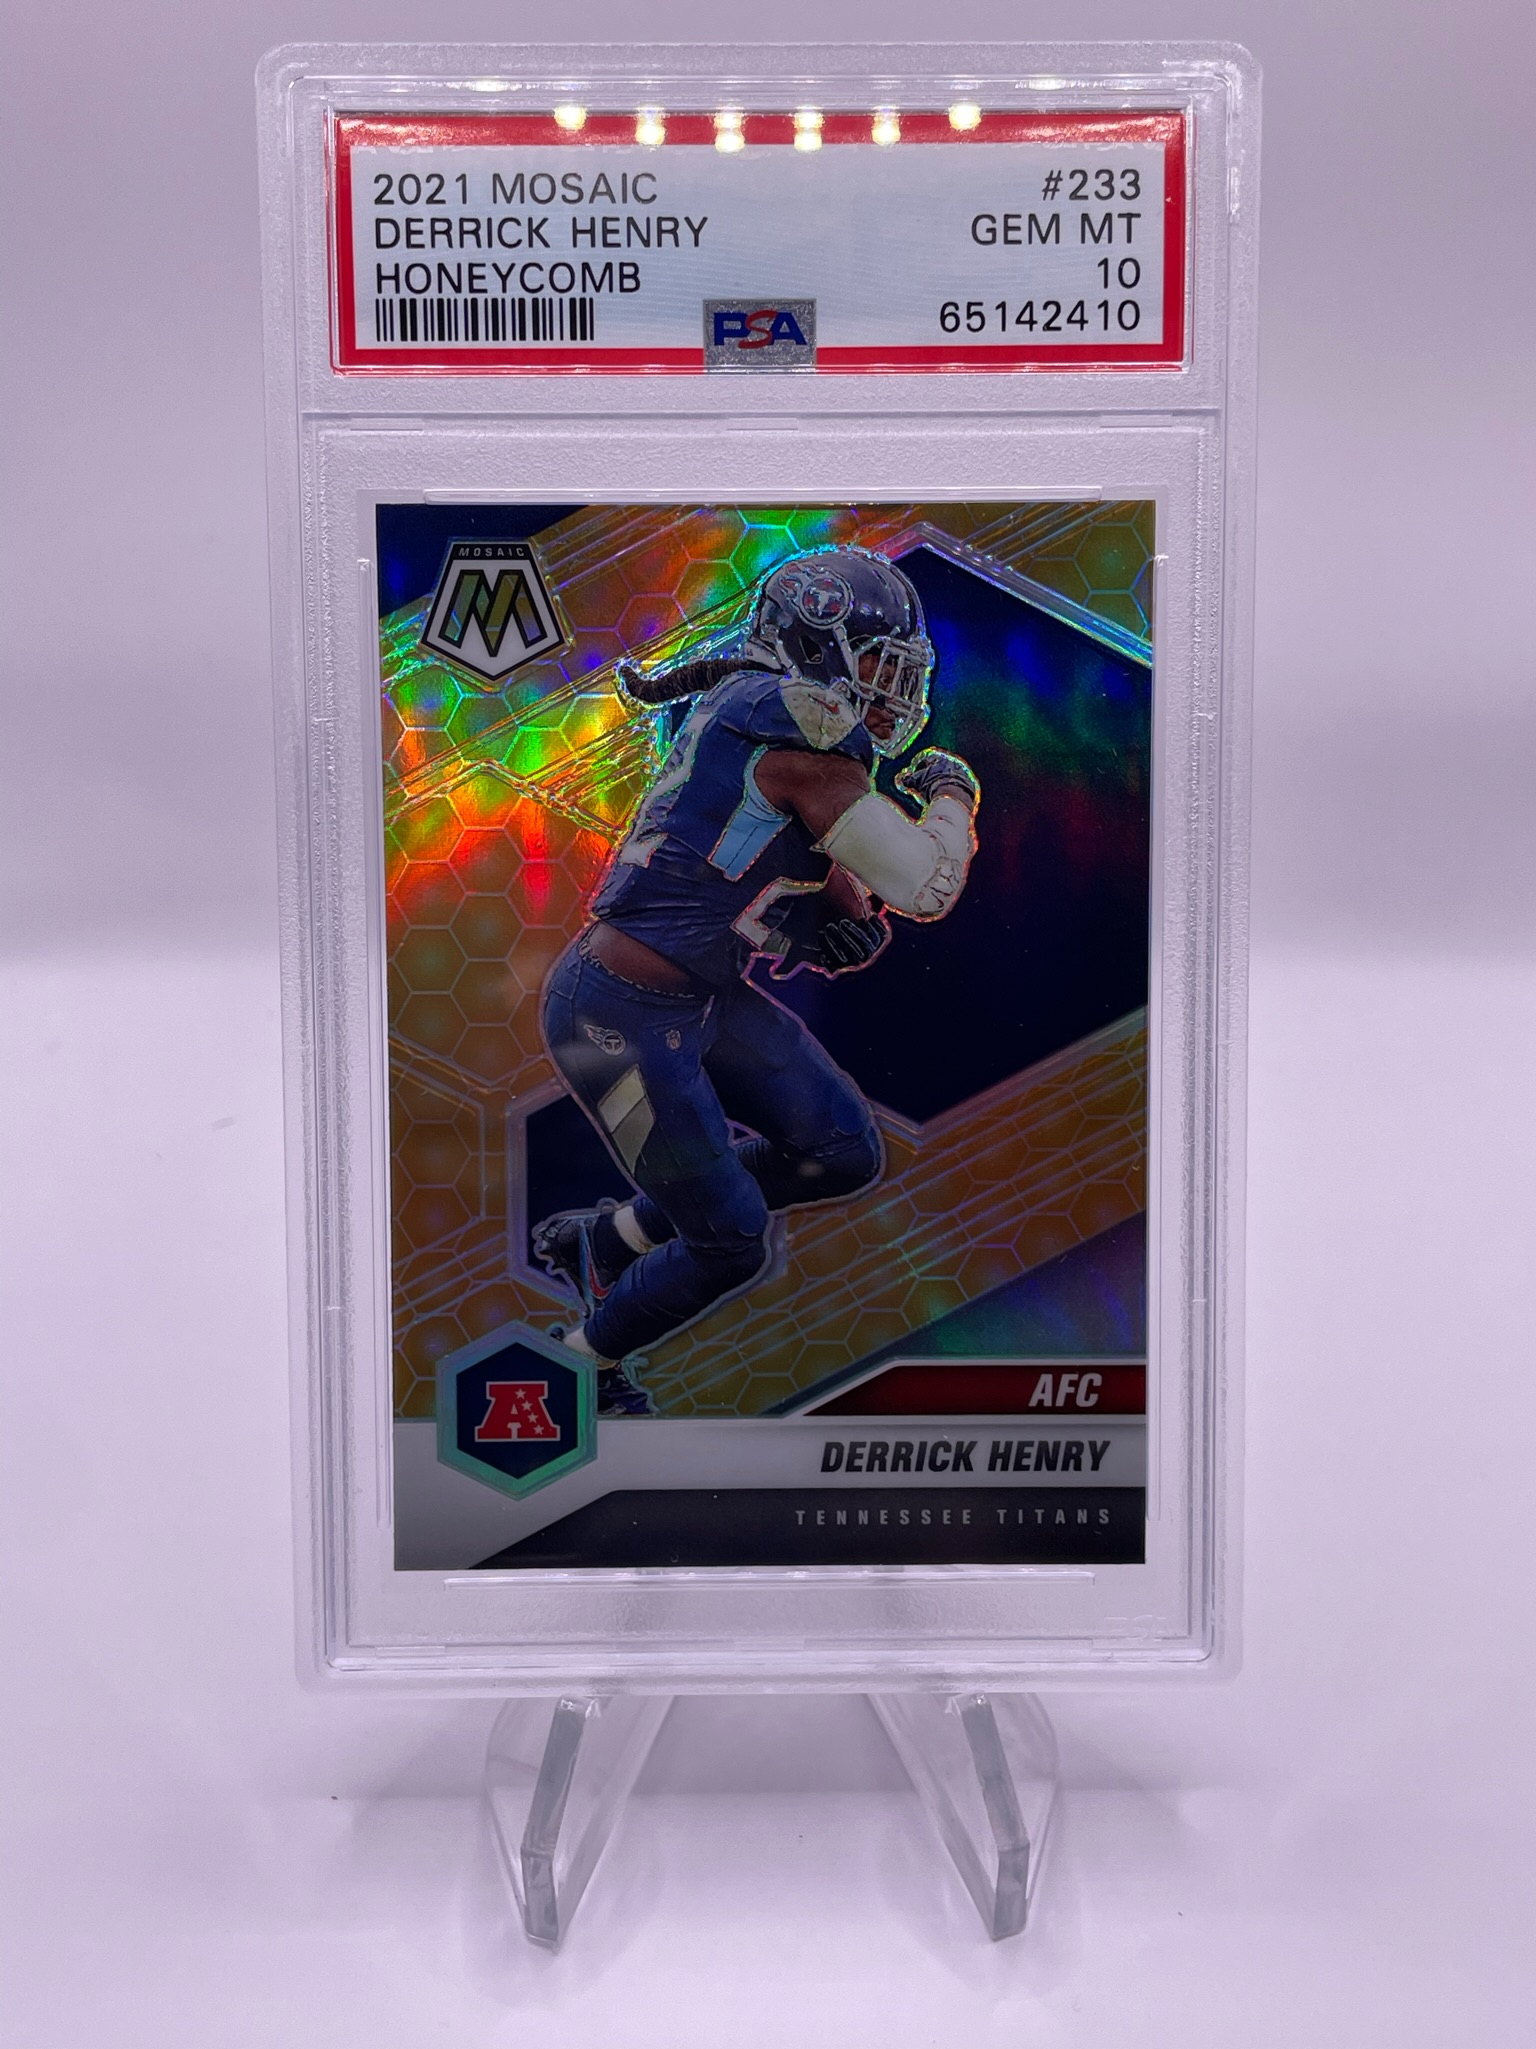 2021 MOSAIC #233
DERRICK HENRY GEM MT
HONEYCOMB 10
65142410
PSA
MOSAIC
M
A
AFC
DERRICK HENRY
TENNESSEE TITANS